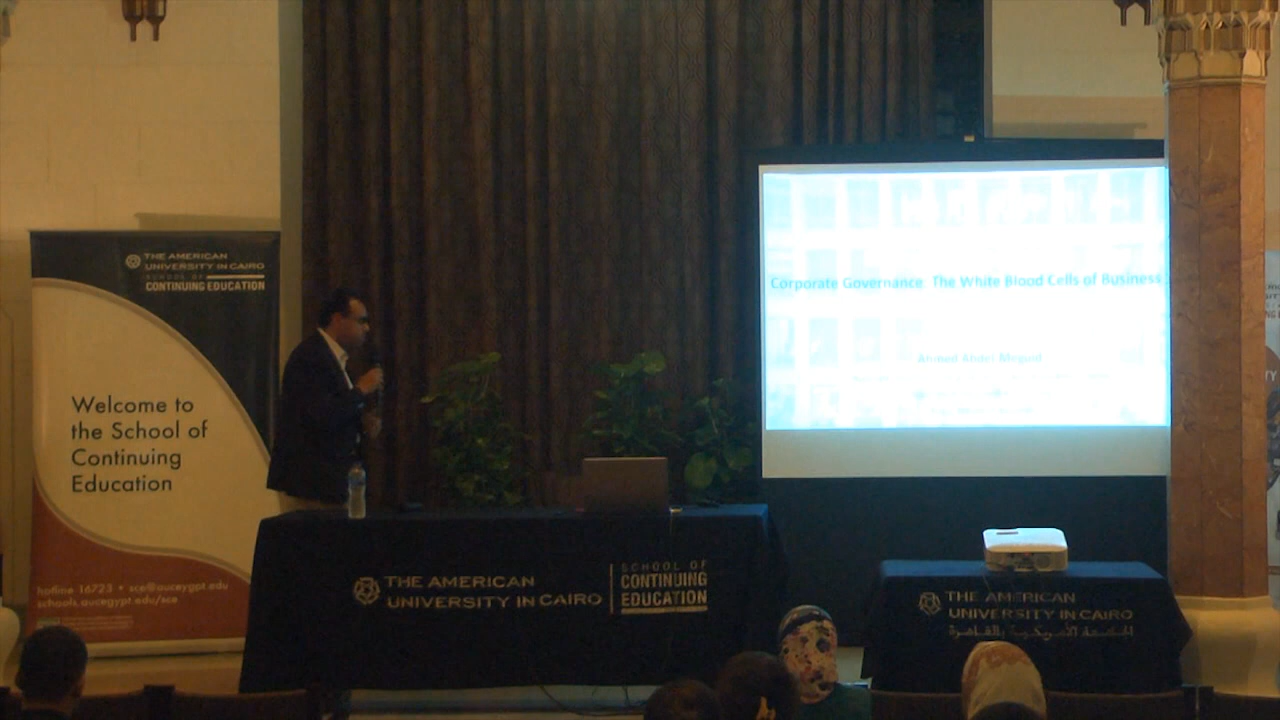 THE AMERICAN
UNIVERSITY IN CAIRO
SCHOOL OF
CONTINUING EDUCATION
Welcome to
the School of
Continuing
Education
hotline 16723 • sce@aucegypt.edu
schools.aucegypt.edu/sce
Corporate Governance: The White Blood Cells of Business
Ahmed Abdel-Meguid
THE AMERICAN
UNIVERSITY IN CAIRO
SCHOOL OF
CONTINUING
EDUCATION
THE AMERICAN
UNIVERSITY IN CAIRO
الجامعة الأمريكية بالقاهرة